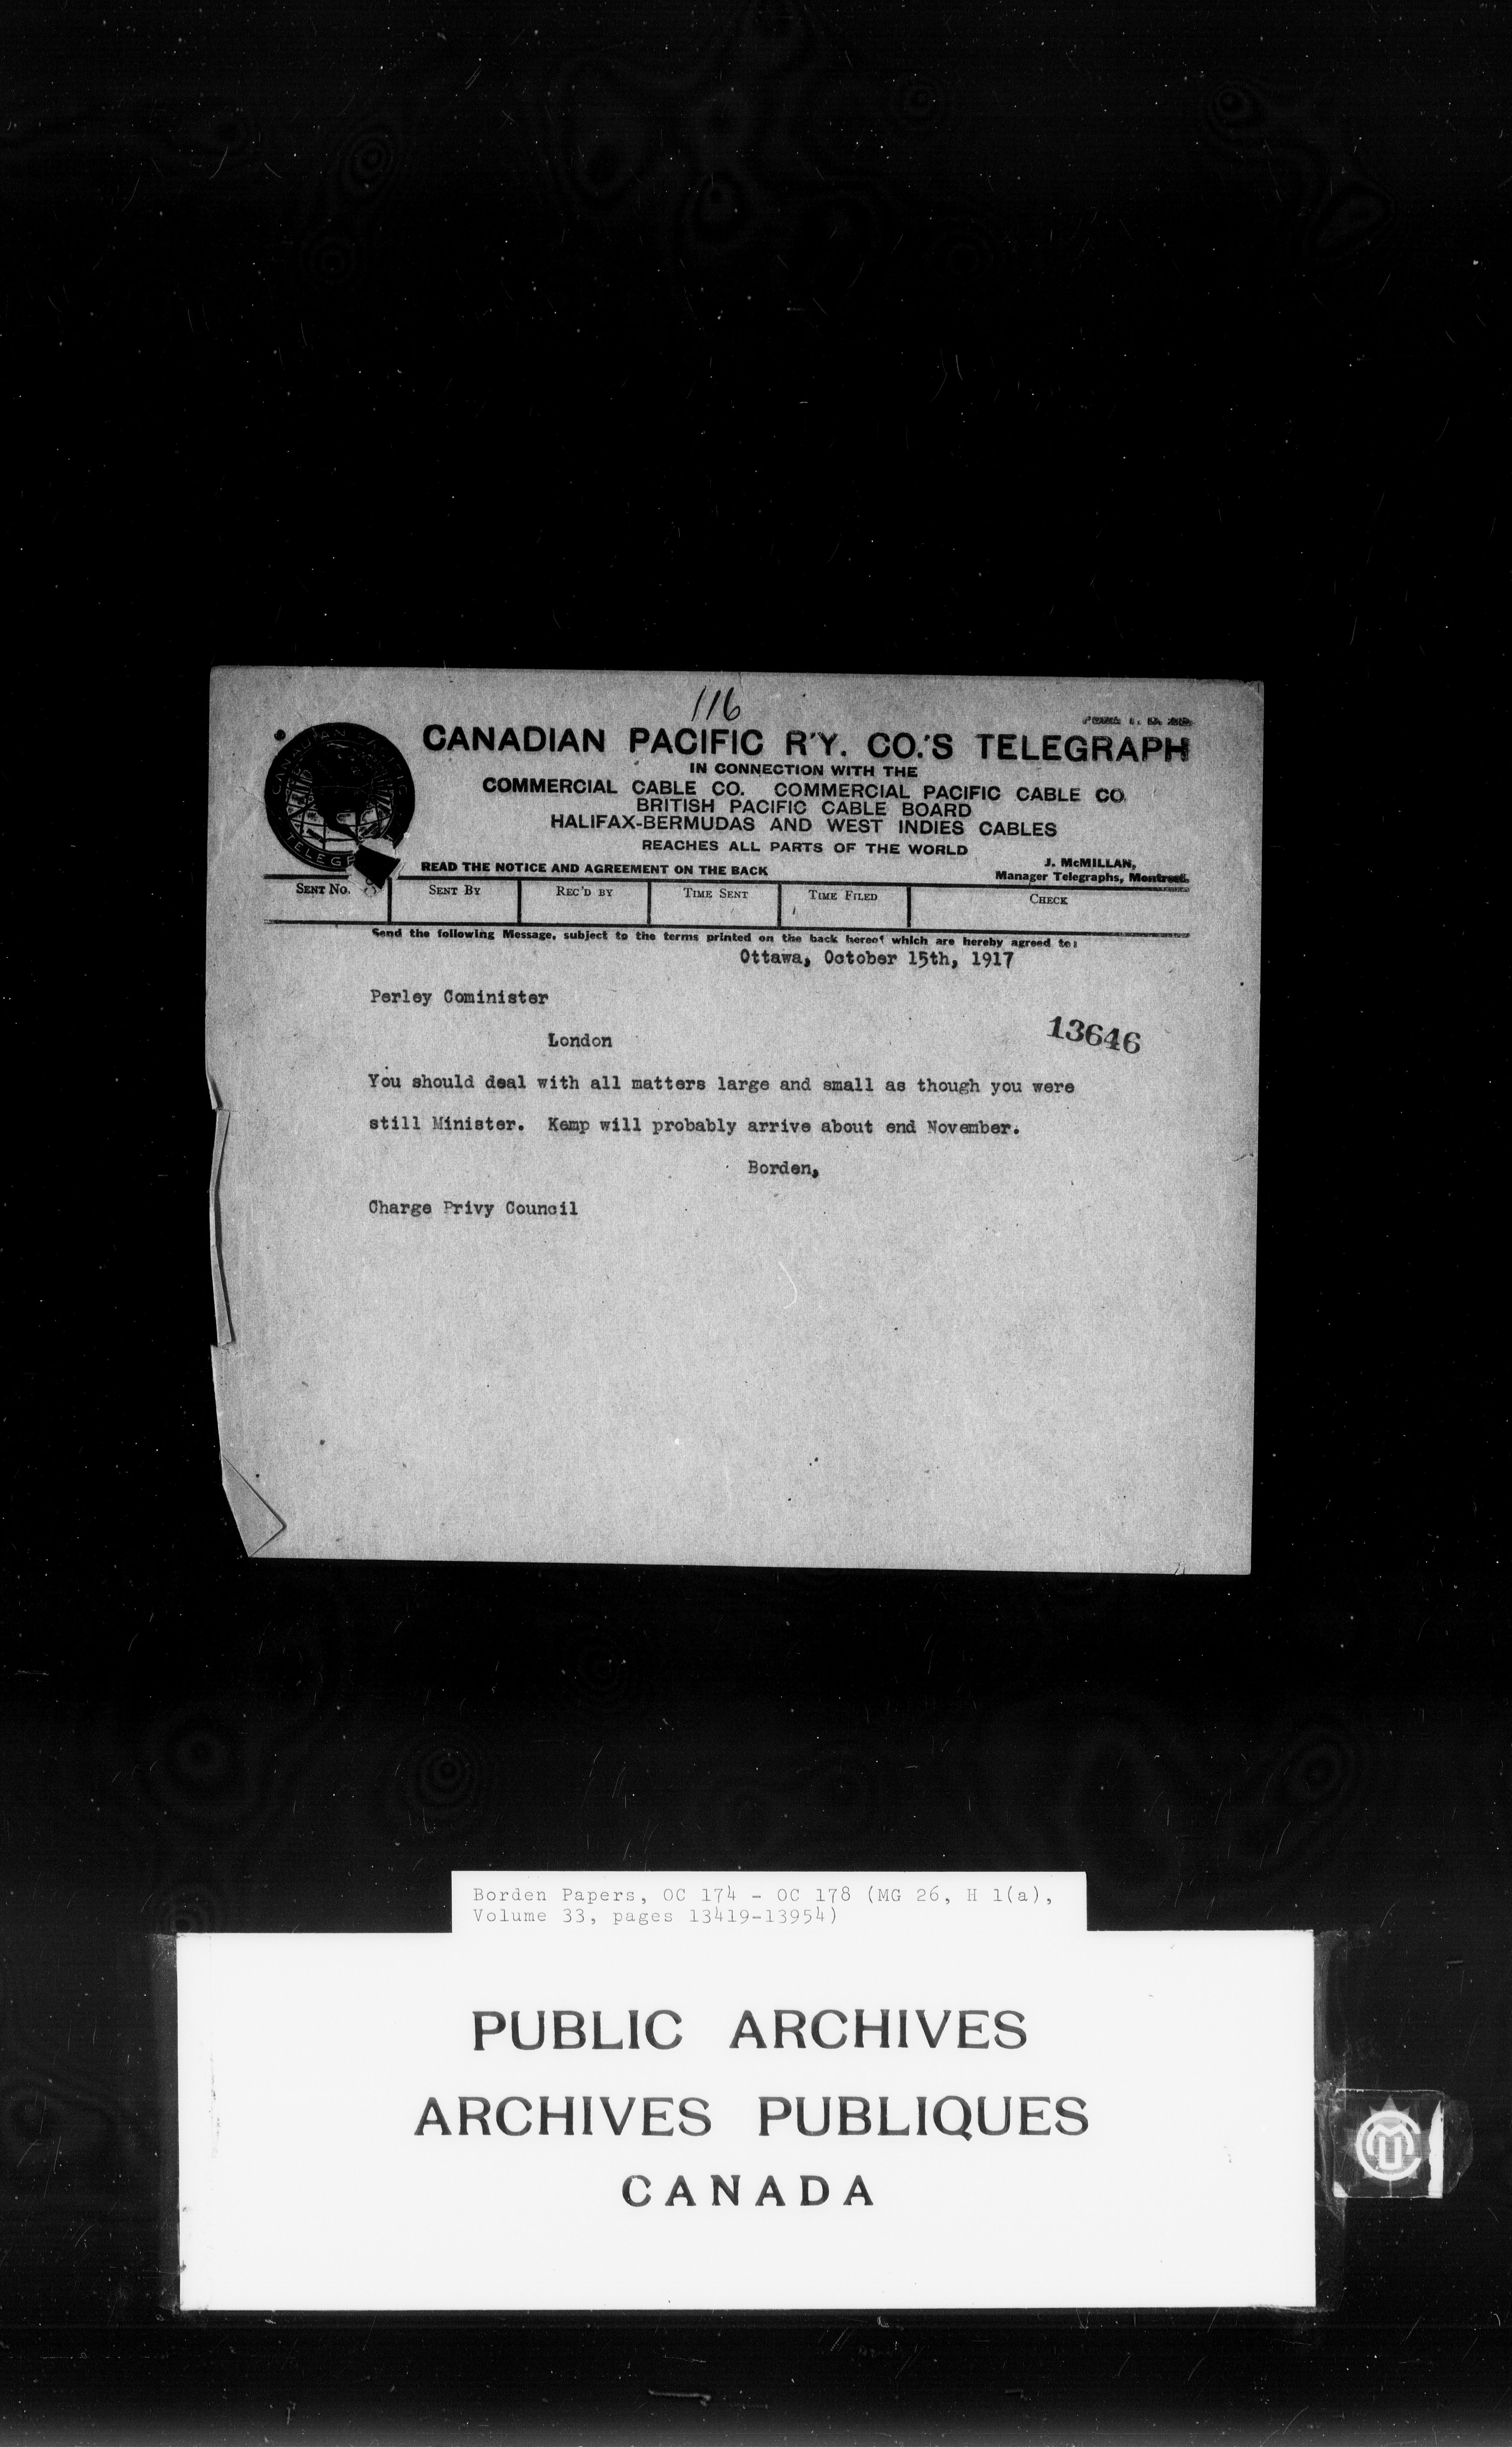 116
CANADIAN PACIFIC R'Y. CO.'S TELEGRAPH
IN CONNECTION WITH THE
COMMERCIAL CABLE CO. COMMERCIAL PACIFIC CABLE CO.
BRITISH PACIFIC CABLE BOARD
HALIFAX-BERMUDAS AND WEST INDIES CABLES
REACHES ALL PARTS OF THE WORLD
CANADIAN PACIFIC
READ THE NOTICE AND AGREEMENT ON THE BACK
J. McMILLAN,
Manager Telegraphs, Montreal.
SENT No. SENT BY REC'D BY TIME SENT TIME FILED CHECK
Send the following Message, subject to the terms printed on the back hereof which are hereby agreed to:
Ottawa, October 15th, 1917
Perley Cominister
London
13646
You should deal with all matters large and small as though you were
still Minister. Kemp will probably arrive about end November.
Borden,
Charge Privy Council
Borden Papers, OC 174 - OC 178 (MG 26, H 1(a),
Volume 33, pages 13419-13954)
PUBLIC ARCHIVES
ARCHIVES PUBLIQUES
CANADA